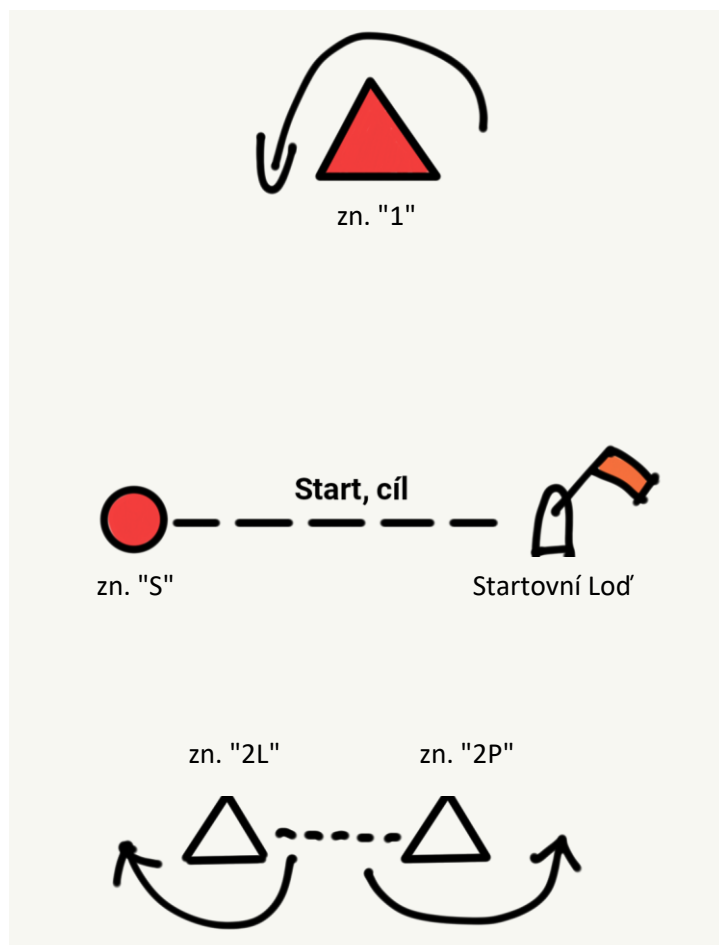 zn. "1"
Start, cíl
zn. "S"
Startovní Loď
zn. "2L"
zn. "2P"